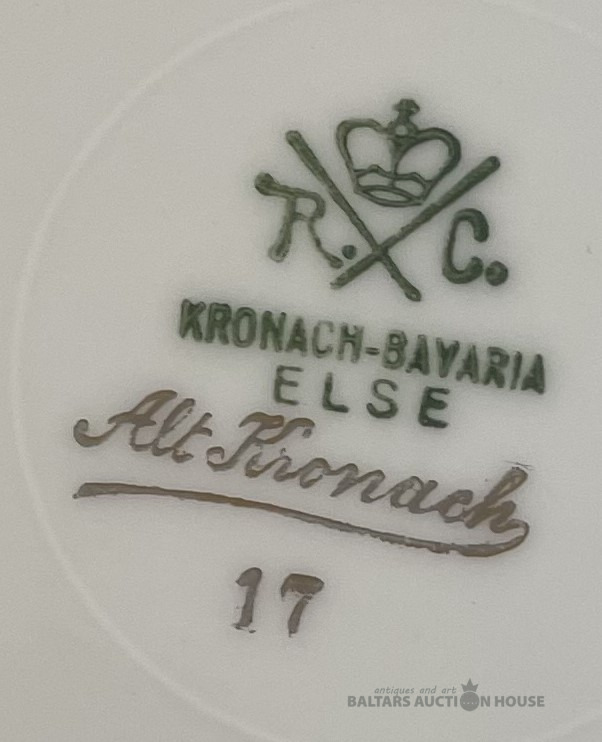 R. C.
KRONACH-BAVARIA
ELSE
Alt Kronach
17
antiques and art
BALTARS AUCTION HOUSE